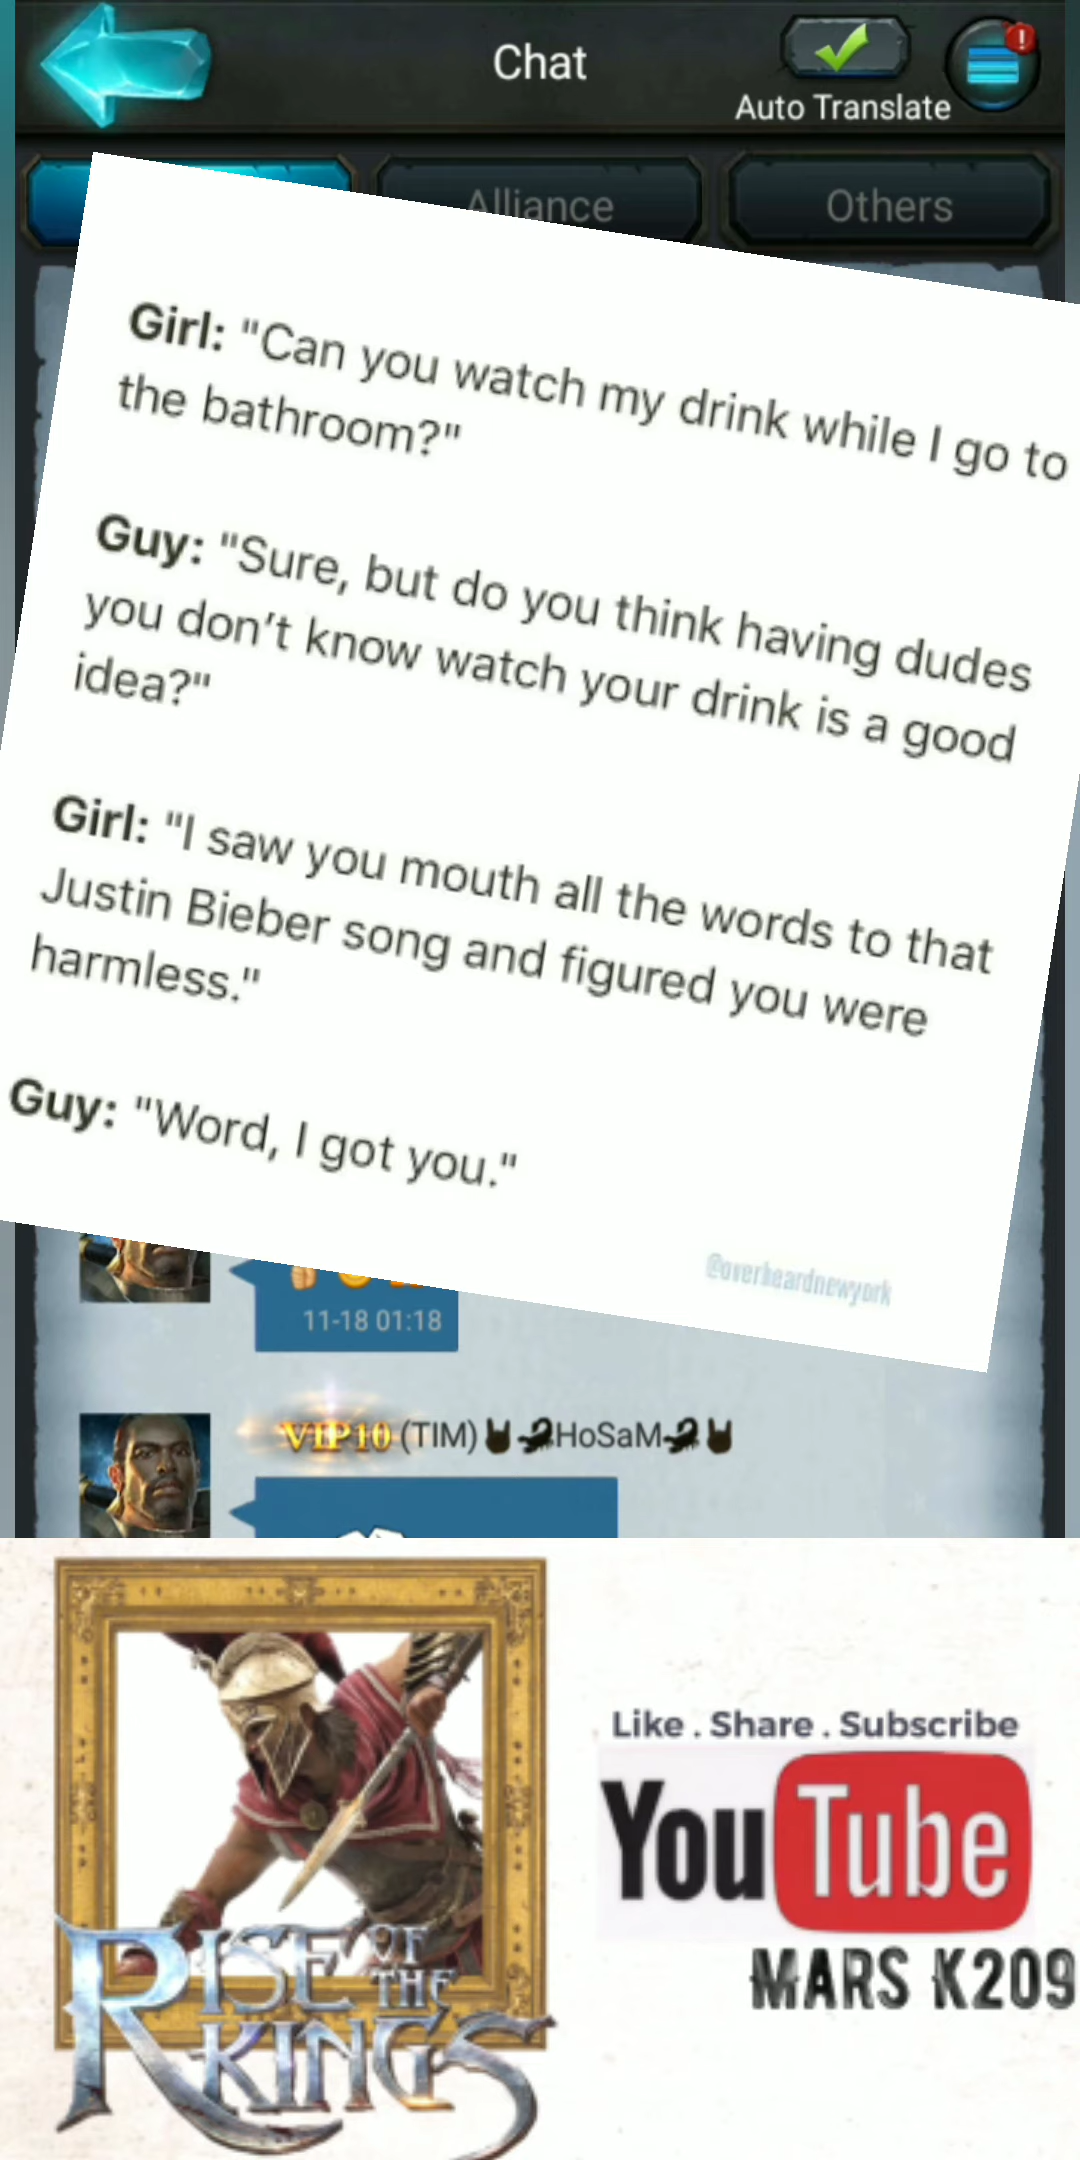 Chat
Auto Translate
!
Alliance
Others
Girl: "Can you watch my drink while I go to
the bathroom?"
Guy: "Sure, but do you think having dudes
you don’t know watch your drink is a good
idea?"
Girl: "I saw you mouth all the words to that
Justin Bieber song and figured you were
harmless."
Guy: "Word, I got you."
@overheardnewyork
11-18 01:18
VIP10 (TIM)🤘🦂HoSaM🦂🤘
Like . Share . Subscribe
YouTube
MARS K209
RISE OF THE KINGS